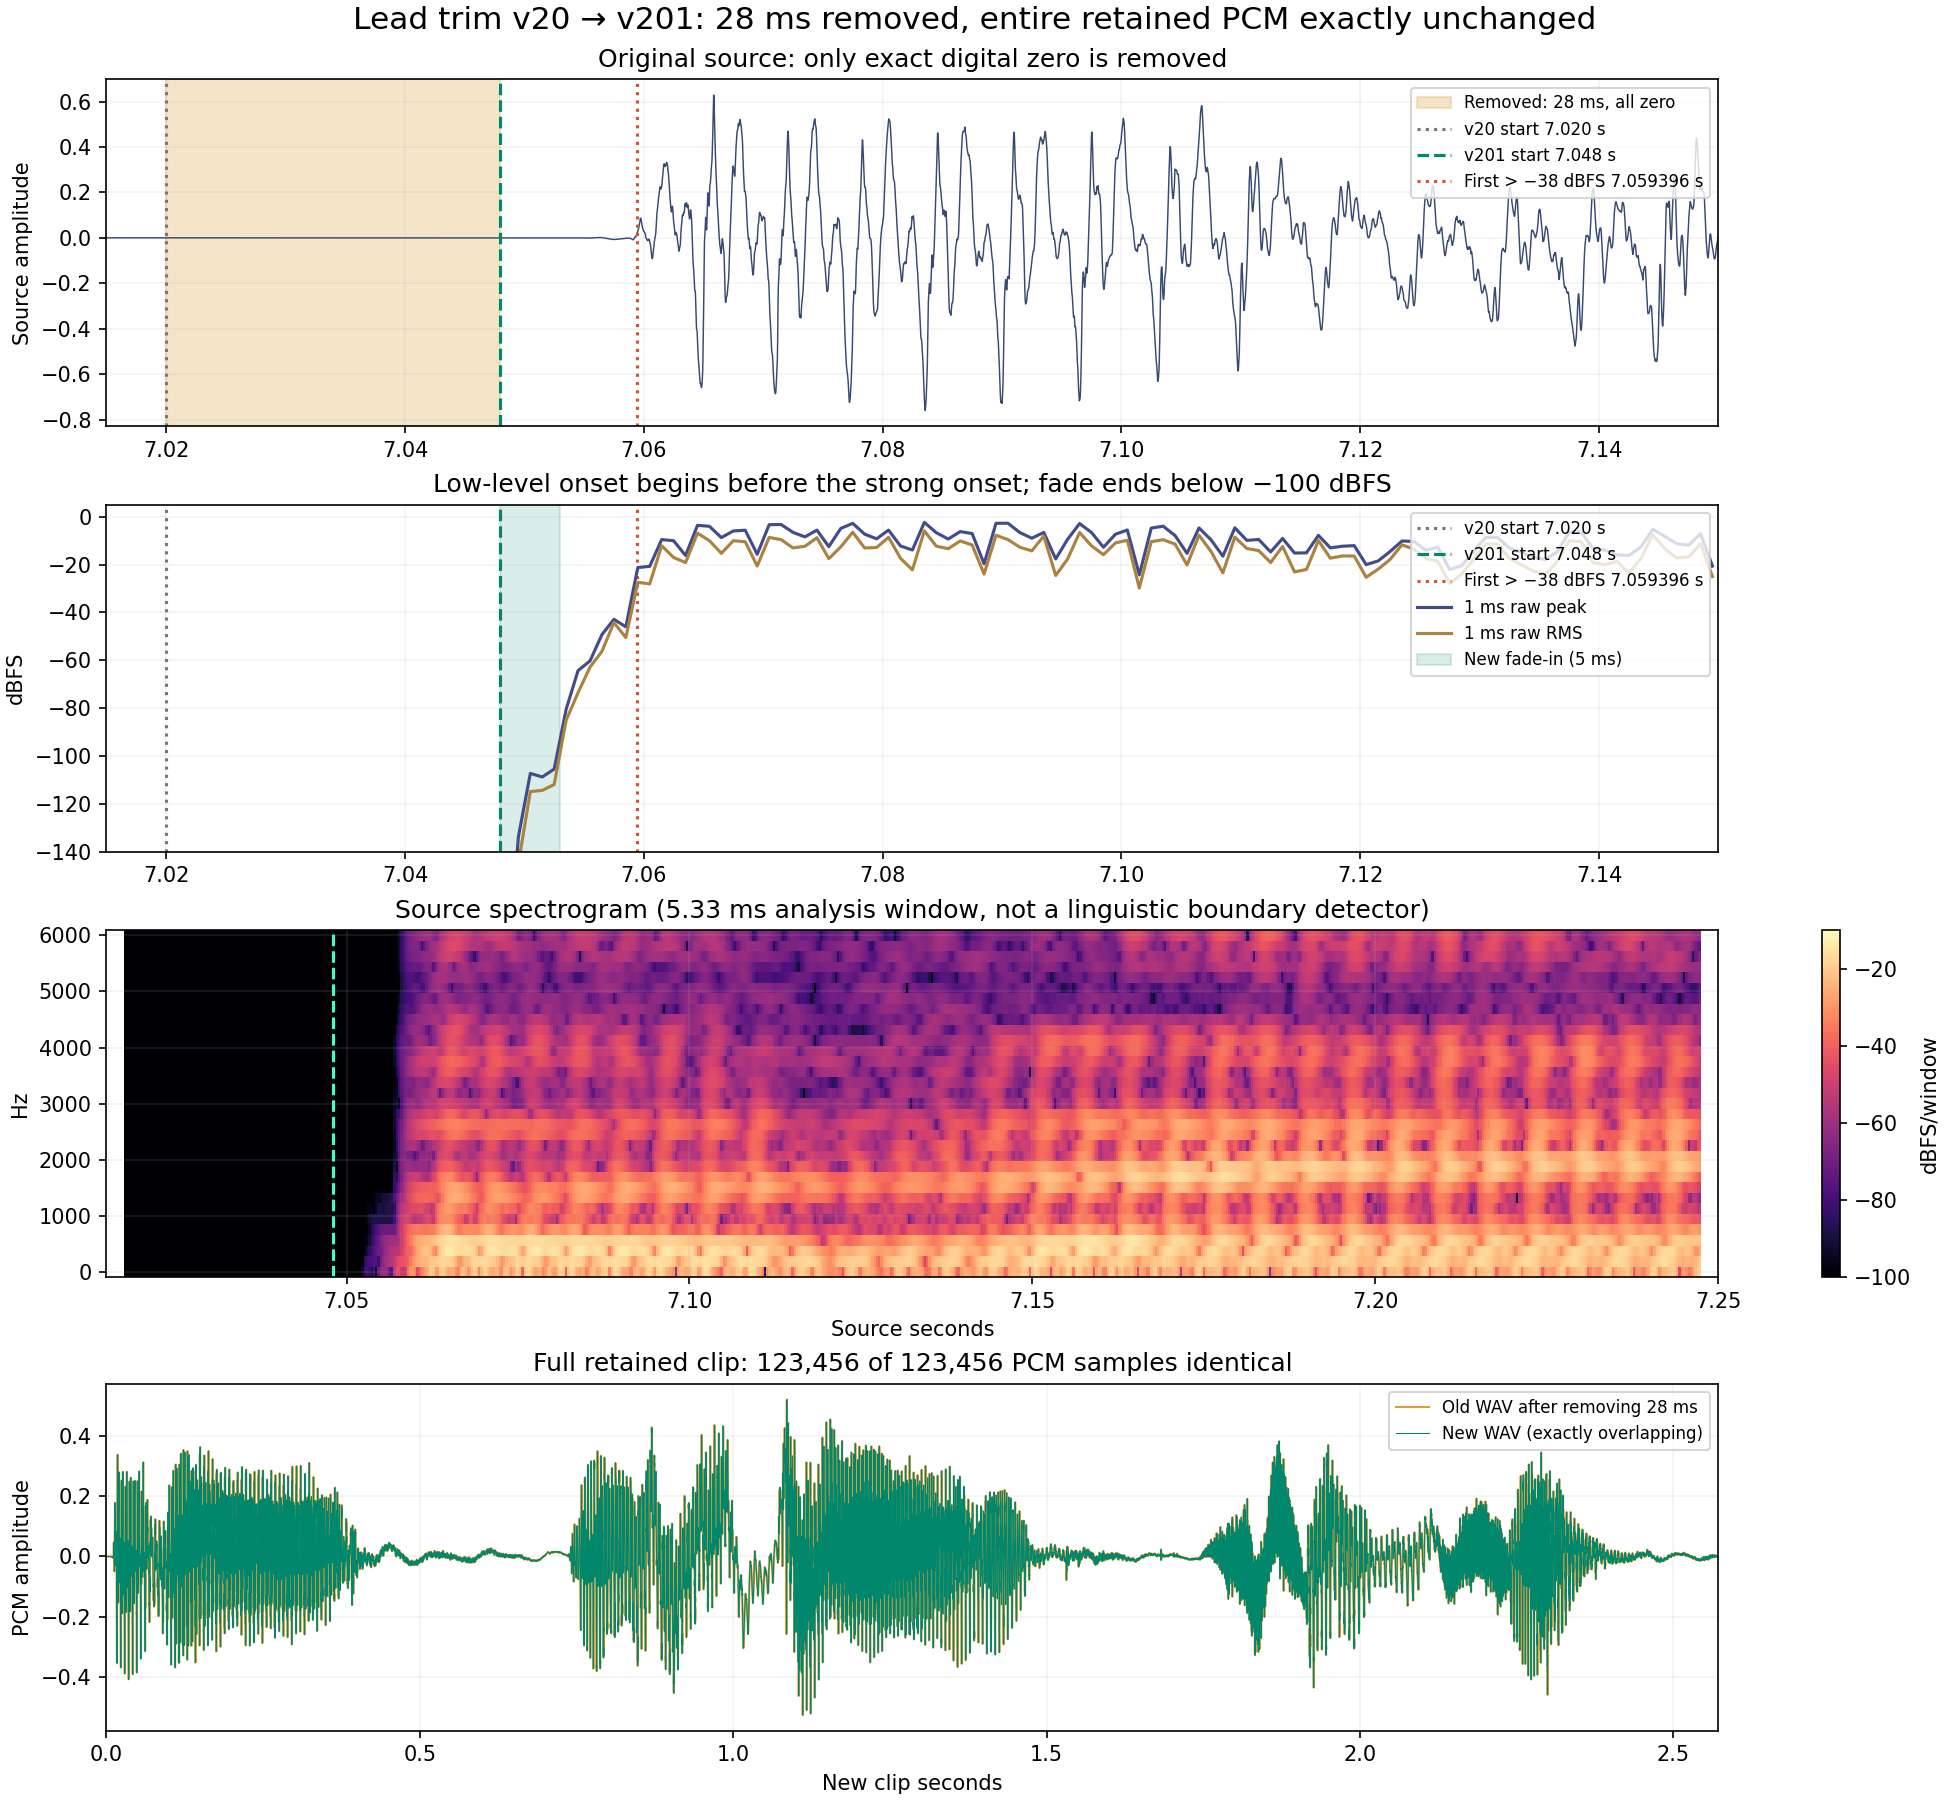 Lead trim v20 → v201: 28 ms removed, entire retained PCM exactly unchanged
Original source: only exact digital zero is removed
Source amplitude
0.6
0.4
0.2
0.0
−0.2
−0.4
−0.6
−0.8
Removed: 28 ms, all zero
v20 start 7.020 s
v201 start 7.048 s
First > −38 dBFS 7.059396 s
7.02 7.04 7.06 7.08 7.10 7.12 7.14
Low-level onset begins before the strong onset; fade ends below −100 dBFS
dBFS
0
−20
−40
−60
−80
−100
−120
−140
v20 start 7.020 s
v201 start 7.048 s
First > −38 dBFS 7.059396 s
1 ms raw peak
1 ms raw RMS
New fade-in (5 ms)
7.02 7.04 7.06 7.08 7.10 7.12 7.14
Source spectrogram (5.33 ms analysis window, not a linguistic boundary detector)
Hz
6000
5000
4000
3000
2000
1000
0
7.05 7.10 7.15 7.20 7.25
Source seconds
−20
−40
−60
−80
−100
dBFS/window
Full retained clip: 123,456 of 123,456 PCM samples identical
PCM amplitude
0.4
0.2
0.0
−0.2
−0.4
Old WAV after removing 28 ms
New WAV (exactly overlapping)
0.0 0.5 1.0 1.5 2.0 2.5
New clip seconds